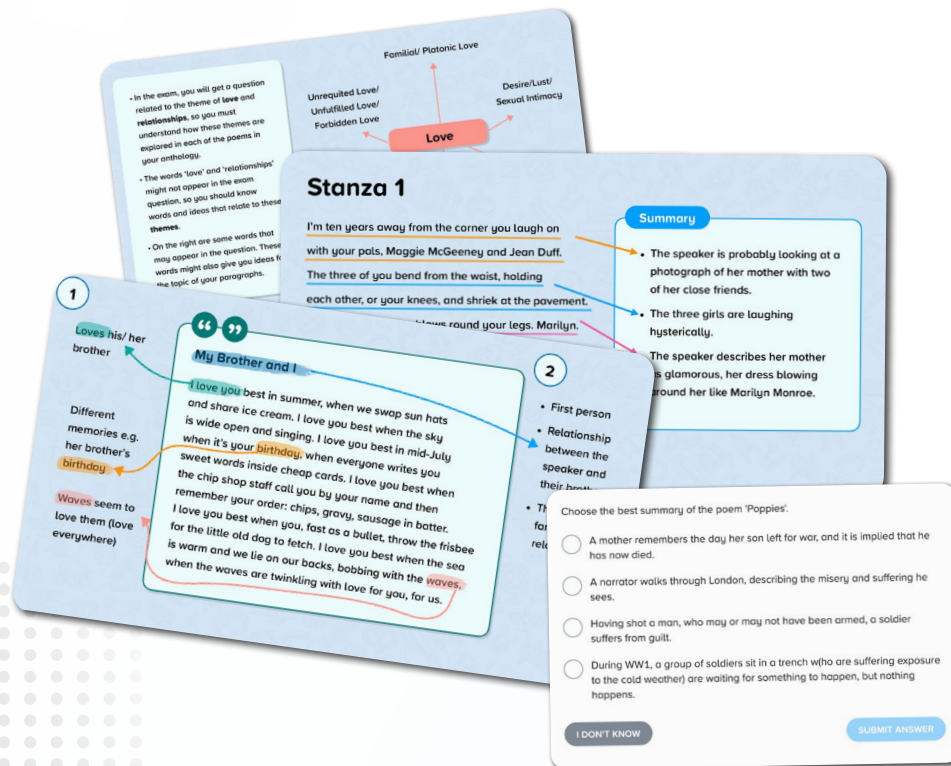 • In the exam, you will get a question
related to the theme of love and
relationships, so you must
understand how these themes are
explored in each of the poems in
your anthology.
• The words 'love' and 'relationships'
might not appear in the exam
question, so you should know
words and ideas that relate to these
themes.
• On the right are some words that
may appear in the question. These
words might also give you ideas
the topic of your paragraphs.
Familial/ Platonic Love
Unrequited Love/
Unfulfilled Love/
Forbidden Love
Desire/Lust/
Sexual Intimacy
Love
Stanza 1
I'm ten years away from the corner you laugh on
with your pals, Maggie McGeeney and Jean Duff.
The three of you bend from the waist, holding
each other, or your knees, and shriek at the pavement.
round your legs. Marilyn.
Summary
• The speaker is probably looking at a
photograph of her mother with two
of her close friends.
• The three girls are laughing
hysterically.
The speaker describes her mother
glamorous, her dress blowing
around her like Marilyn Monroe.
1
Loves his/ her
brother
Different
memories e.g.
her brother's
birthday
Waves seem to
love them (love
everywhere)
“ ”
My Brother and I
I love you best in summer, when we swap sun hats
and share ice cream. I love you best when the sky
is wide open and singing. I love you best in mid-July
when it's your birthday, when everyone writes you
sweet words inside cheap cards. I love you best when
the chip shop staff call you by your name and then
remember your order: chips, gravy, sausage in batter.
I love you best when you, fast as a bullet, throw the frisbee
for the little old dog to fetch. I love you best when the sea
is warm and we lie on our backs, bobbing with the waves,
when the waves are twinkling with love for you, for us.
2
• First person
• Relationship
between the
speaker and
their
Choose the best summary of the poem 'Poppies'.
A mother remembers the day her son left for war, and it is implied that he
has now died.
A narrator walks through London, describing the misery and suffering he
sees.
Having shot a man, who may or may not have been armed, a soldier
suffers from guilt.
During WW1, a group of soldiers sit in a trench w(ho are suffering exposure
to the cold weather) are waiting for something to happen, but nothing
happens.
I DON'T KNOW
SUBMIT ANSWER